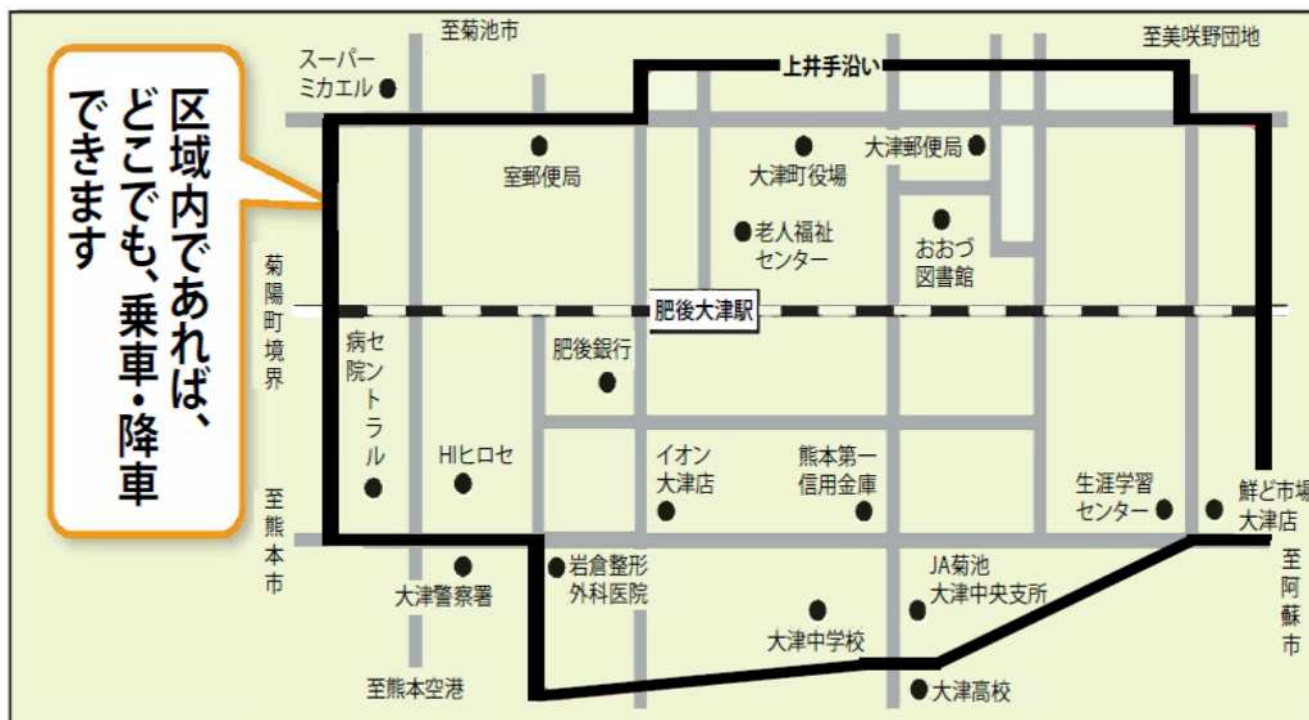 区域内であれば、
どこでも、乗車・降車
できます
至菊池市
至美咲野団地
スーパー
ミカエル
上井手沿い
室郵便局
大津町役場
大津郵便局
老人福祉
センター
おおづ
図書館
菊陽町境界
肥後大津駅
セントラル
病院
肥後銀行
HIヒロセ
イオン
大津店
熊本第一
信用金庫
生涯学習
センター
鮮ど市場
大津店
至熊本市
大津警察署
岩倉整形
外科医院
JA菊池
大津中央支所
大津中学校
至阿蘇市
至熊本空港
大津高校